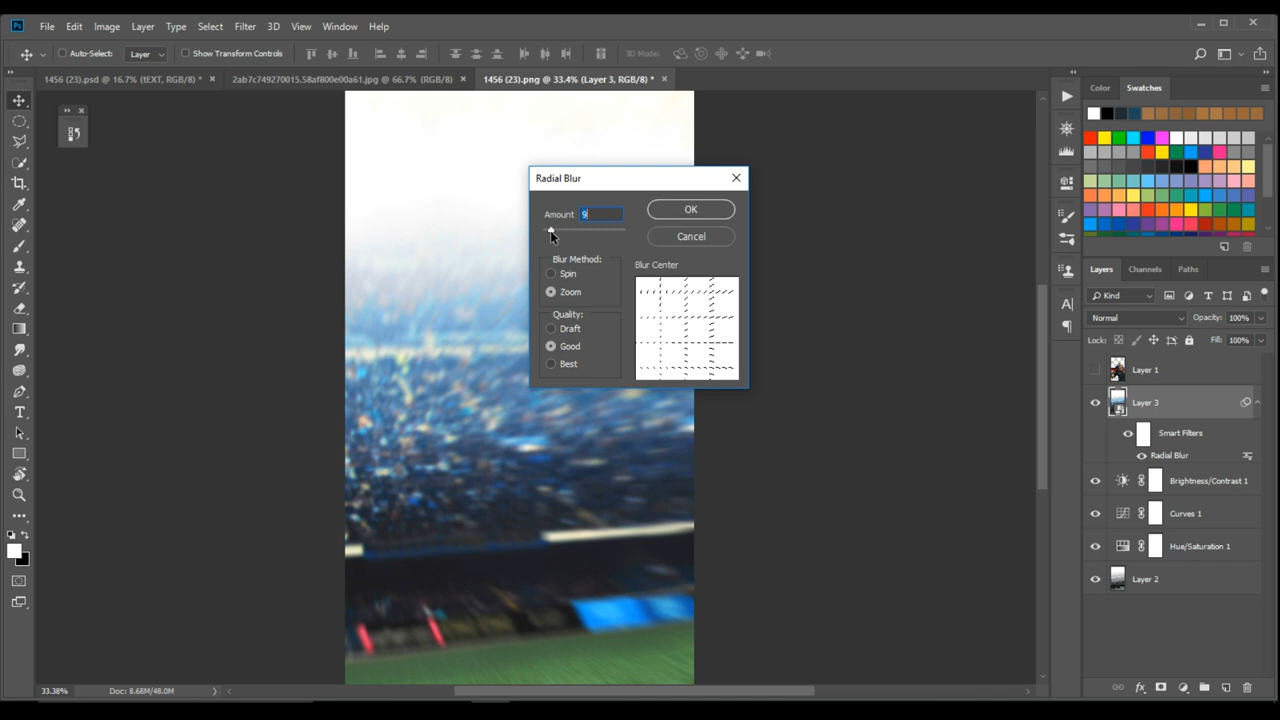 Ps File Edit Image Layer Type Select Filter 3D View Window Help
Auto-Select: Layer Show Transform Controls 3D Mode:
1456 (23).psd @ 16.7% (tEXT, RGB/8) * 2ab7c749270015.58af800e00a61.jpg @ 66.7% (RGB/8) 1456 (23).png @ 33.4% (Layer 3, RGB/8) *
Color Swatches
Radial Blur
Amount 9 OK
Cancel
Blur Method:
Spin
Zoom
Blur Center
Quality:
Draft
Good
Best
Layers Channels Paths
Kind
Normal Opacity: 100%
Lock: Fill: 100%
Layer 1
Layer 3
Smart Filters
Radial Blur
Brightness/Contrast 1
Curves 1
Hue/Saturation 1
Layer 2
33.38% Doc: 8.68M/48.0M